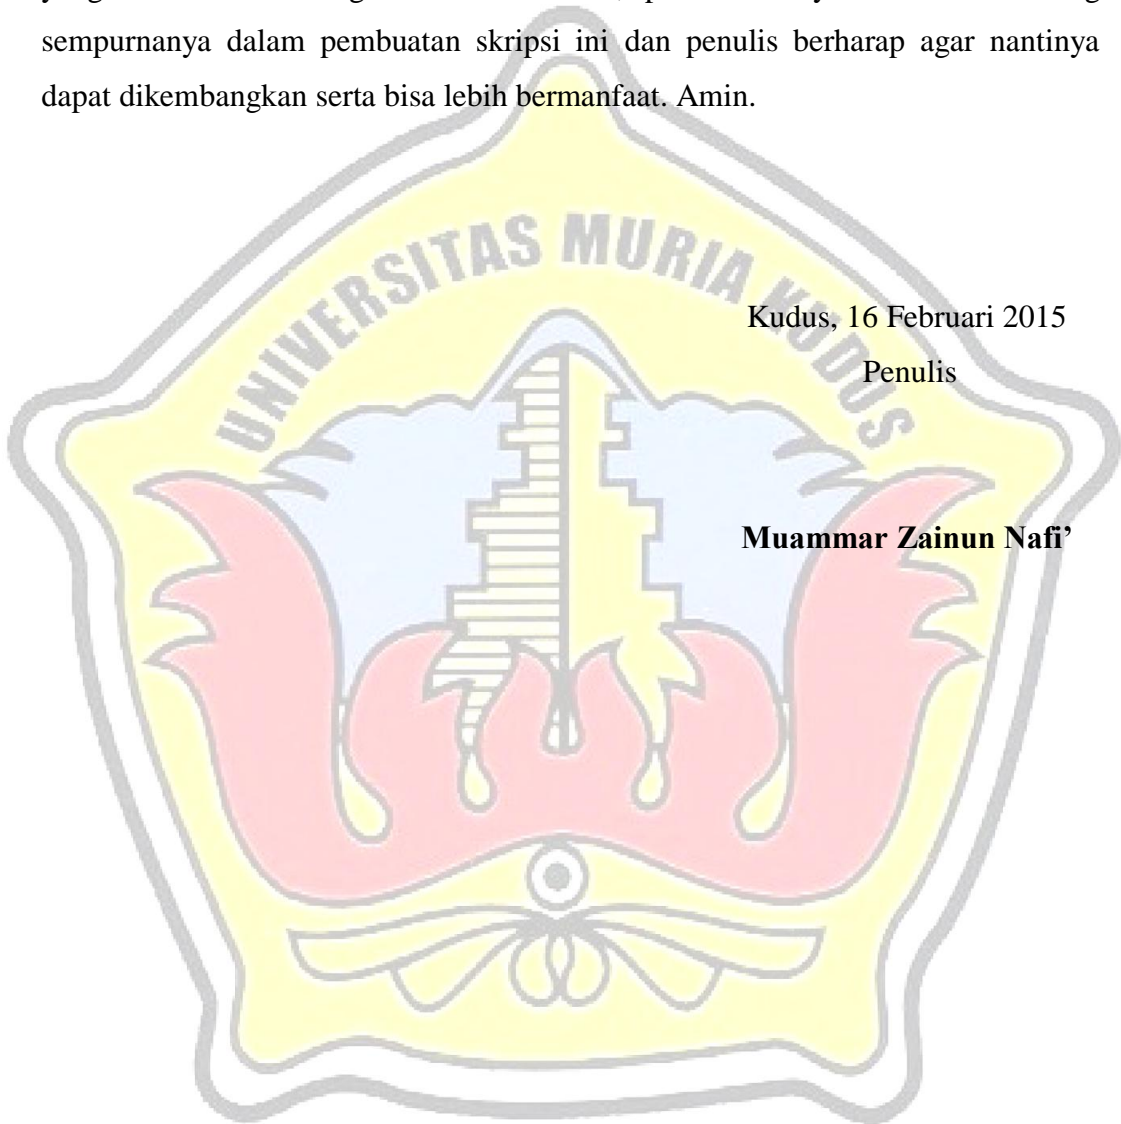 sempurnanya dalam pembuatan skripsi ini dan penulis berharap agar nantinya
dapat dikembangkan serta bisa lebih bermanfaat. Amin.
UNIVERSITAS MURIA KUDUS
Kudus, 16 Februari 2015
Penulis
Muammar Zainun Nafi’